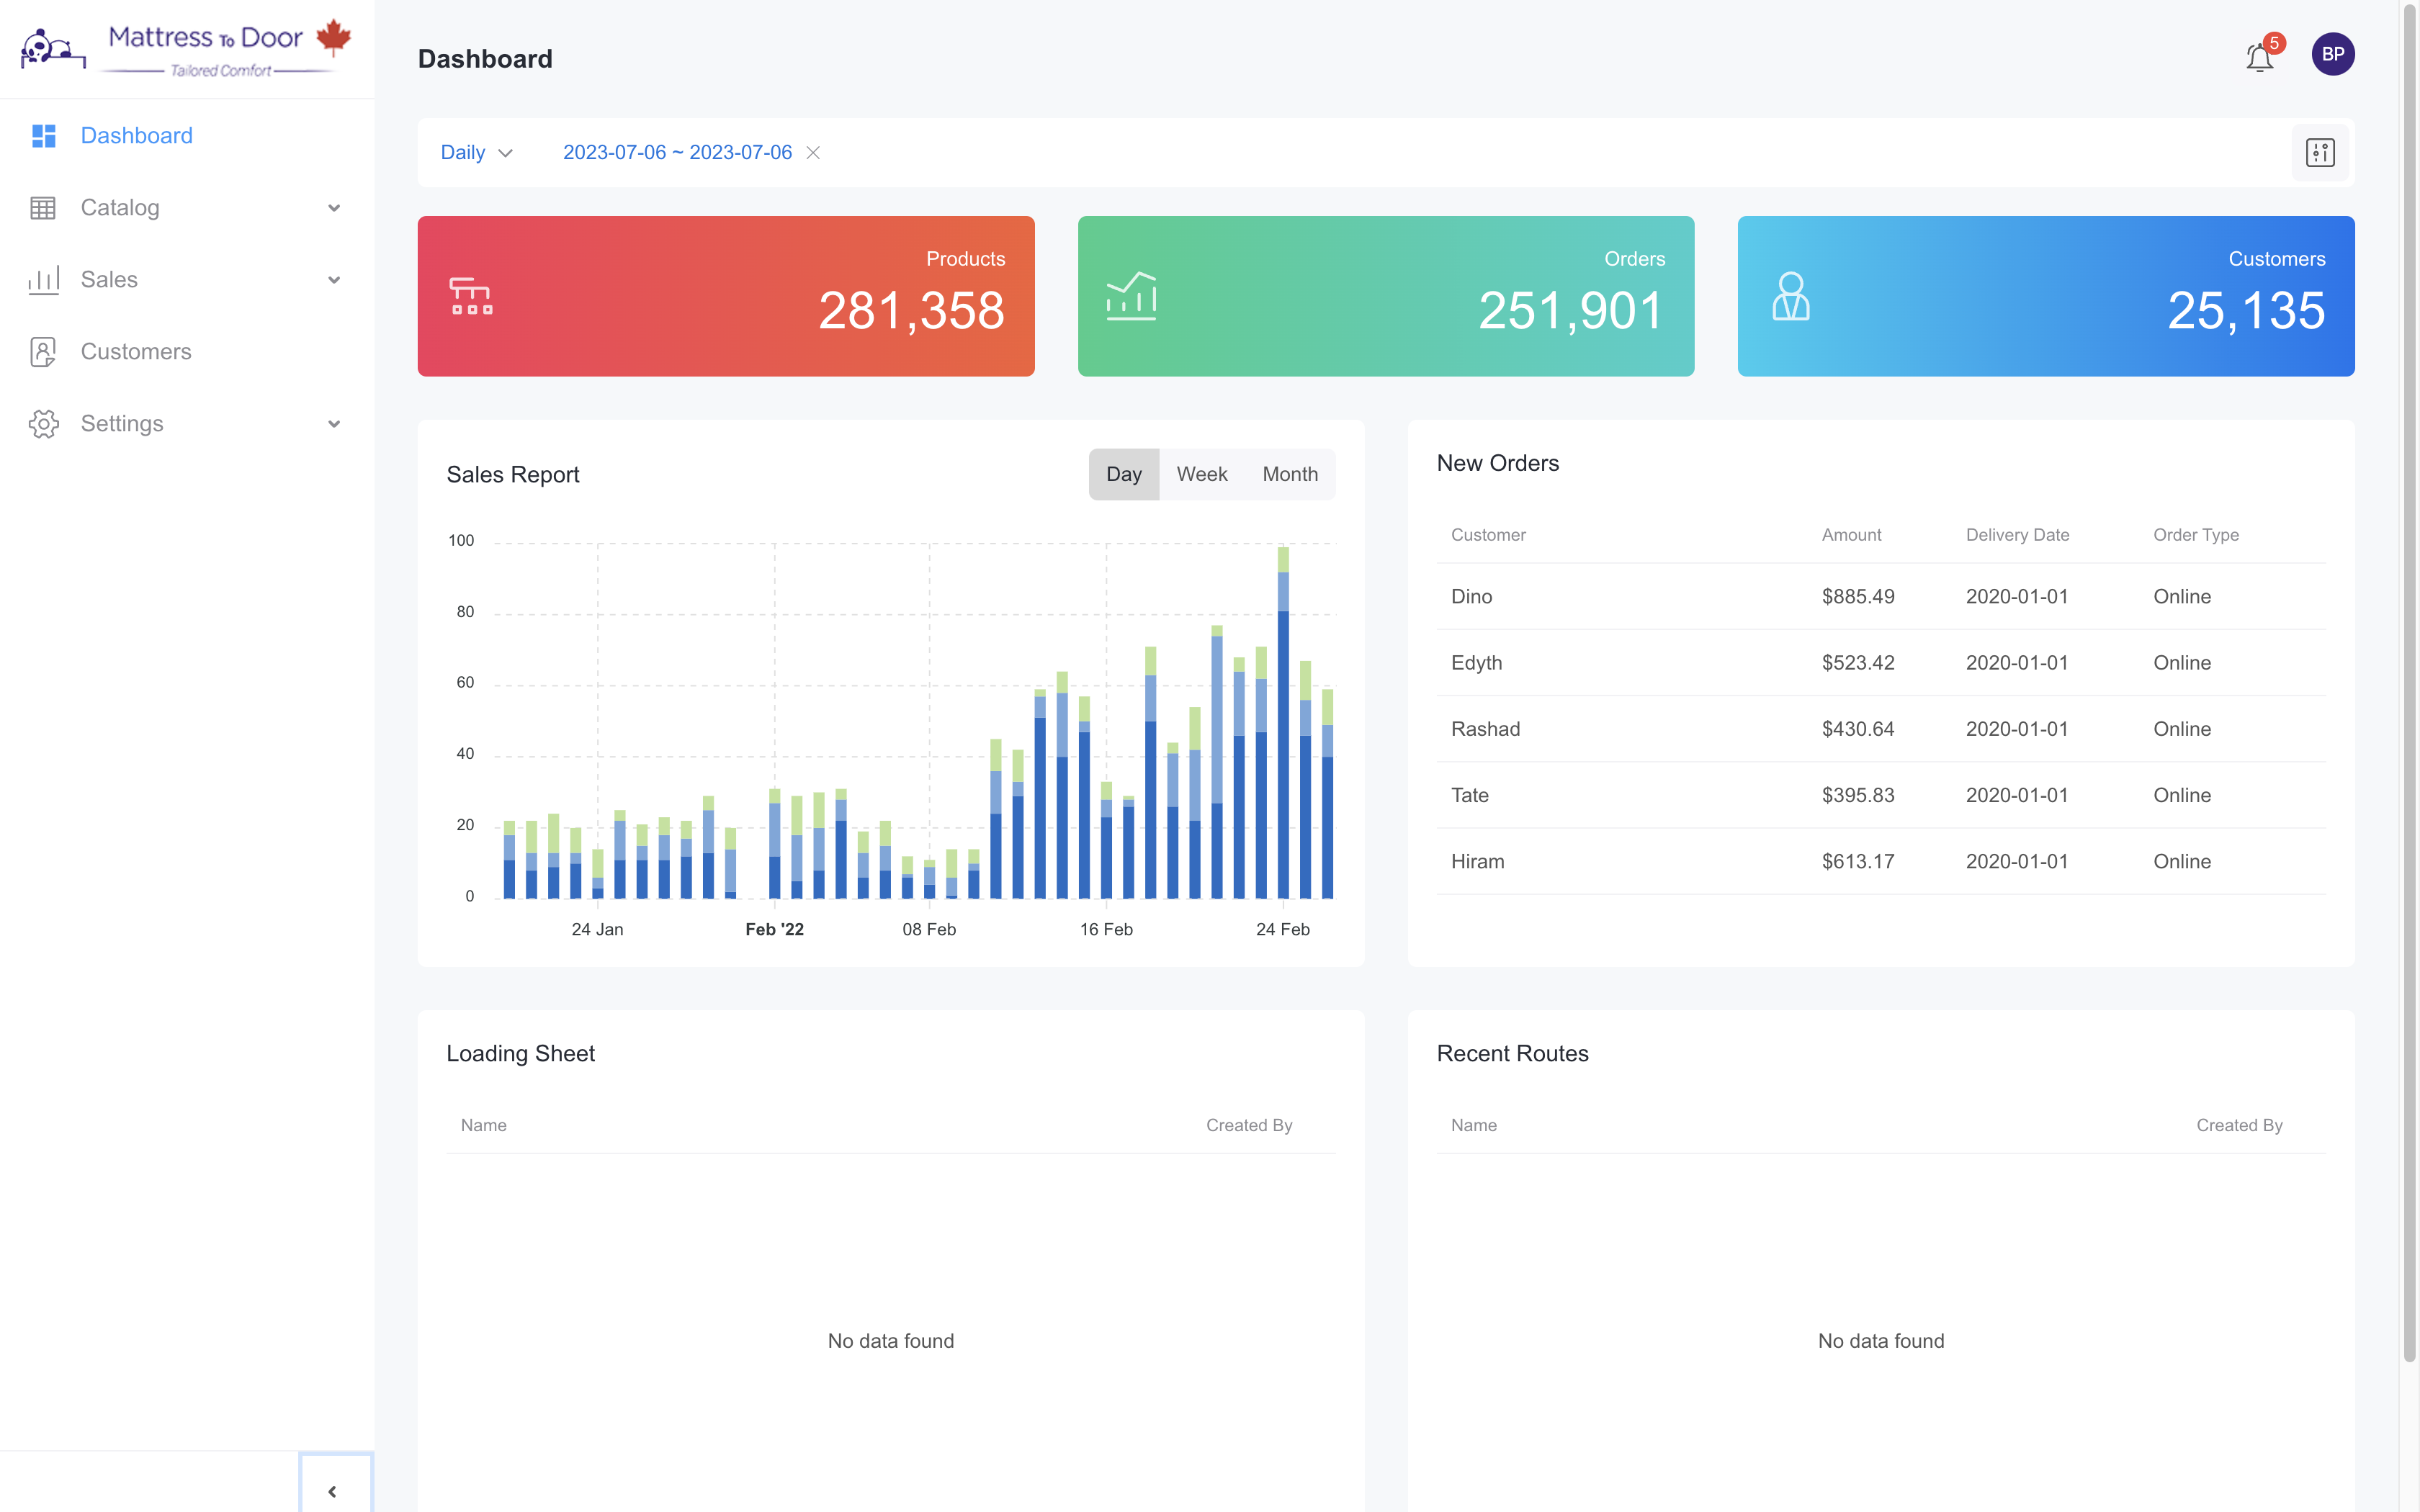 Mattress To Door
Tailored Comfort
Dashboard
5
BP
Dashboard
Catalog
Sales
Customers
Settings
Daily
2023-07-06 ~ 2023-07-06
Products
281,358
Orders
251,901
Customers
25,135
Sales Report
Day Week Month
100
80
60
40
20
0
24 Jan Feb '22 08 Feb 16 Feb 24 Feb
New Orders
Customer Amount Delivery Date Order Type
Dino $885.49 2020-01-01 Online
Edyth $523.42 2020-01-01 Online
Rashad $430.64 2020-01-01 Online
Tate $395.83 2020-01-01 Online
Hiram $613.17 2020-01-01 Online
Loading Sheet
Name Created By
No data found
Recent Routes
Name Created By
No data found